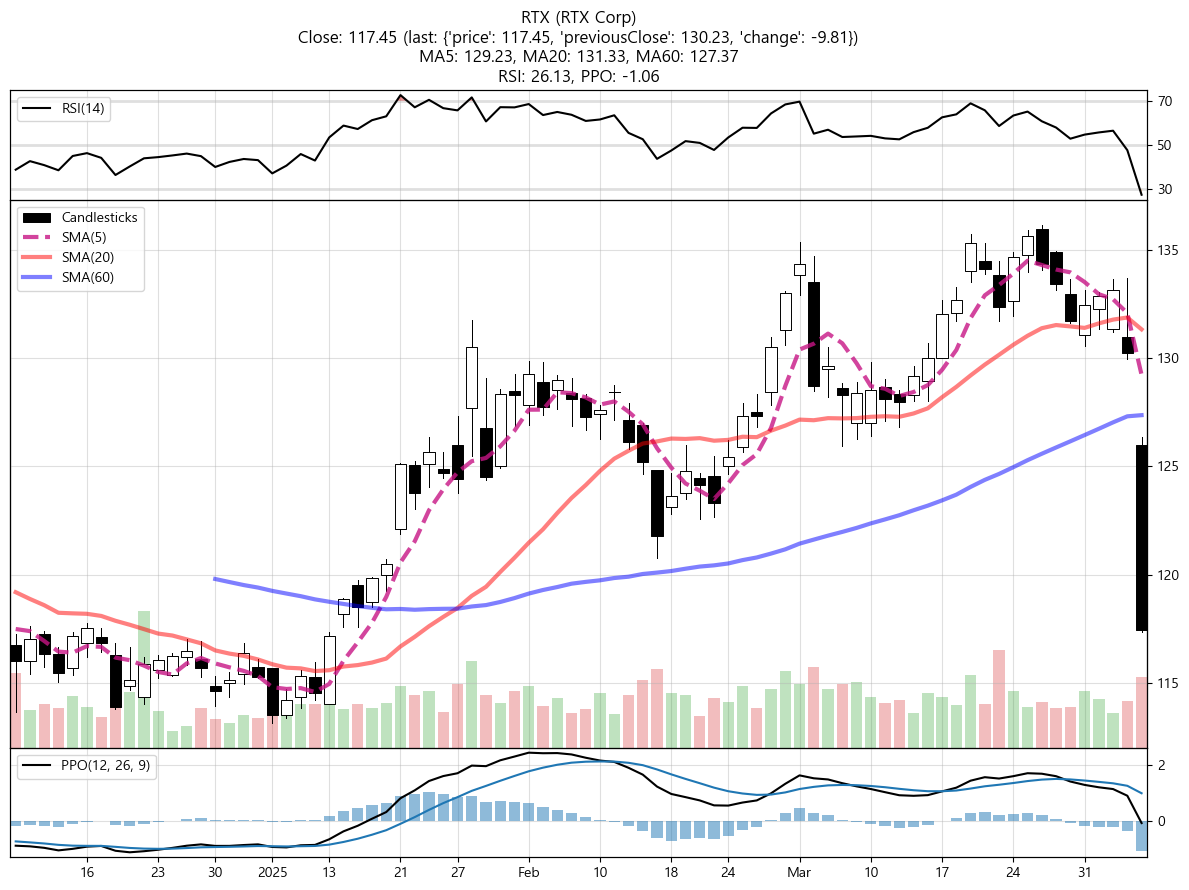 RTX (RTX Corp)
Close: 117.45 (last: {'price': 117.45, 'previousClose': 130.23, 'change': -9.81})
MA5: 129.23, MA20: 131.33, MA60: 127.37
RSI: 26.13, PPO: -1.06
RSI(14)
70
50
30
Candlesticks
SMA(5)
SMA(20)
SMA(60)
135
130
125
120
115
PPO(12, 26, 9)
2
0
16 23 30 2025 13 21 27 Feb 10 18 24 Mar 10 17 24 31